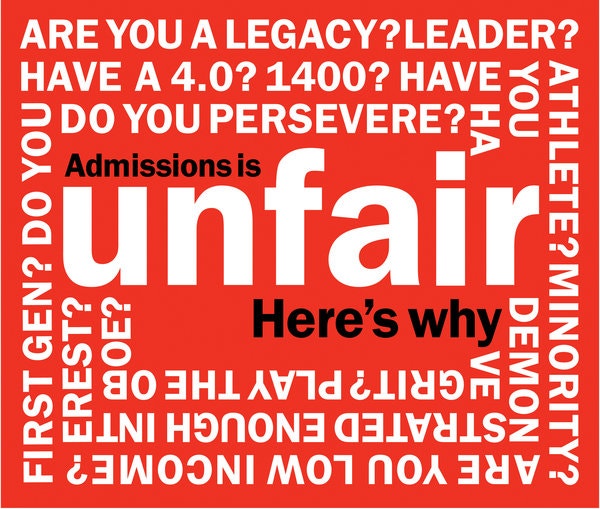 ARE YOU A LEGACY? LEADER?
ATHLETE? MINORITY?
ARE YOU LOW INCOME?
FIRST GEN? DO YOU
HAVE A 4.0? 1400? HAVE
YOU DEMON
STRATED ENOUGH INT
EREST?
DO YOU PERSEVERE?
HA
VE
GRIT? PLAY THE OB
OE?
Admissions is
unfair
Here's why